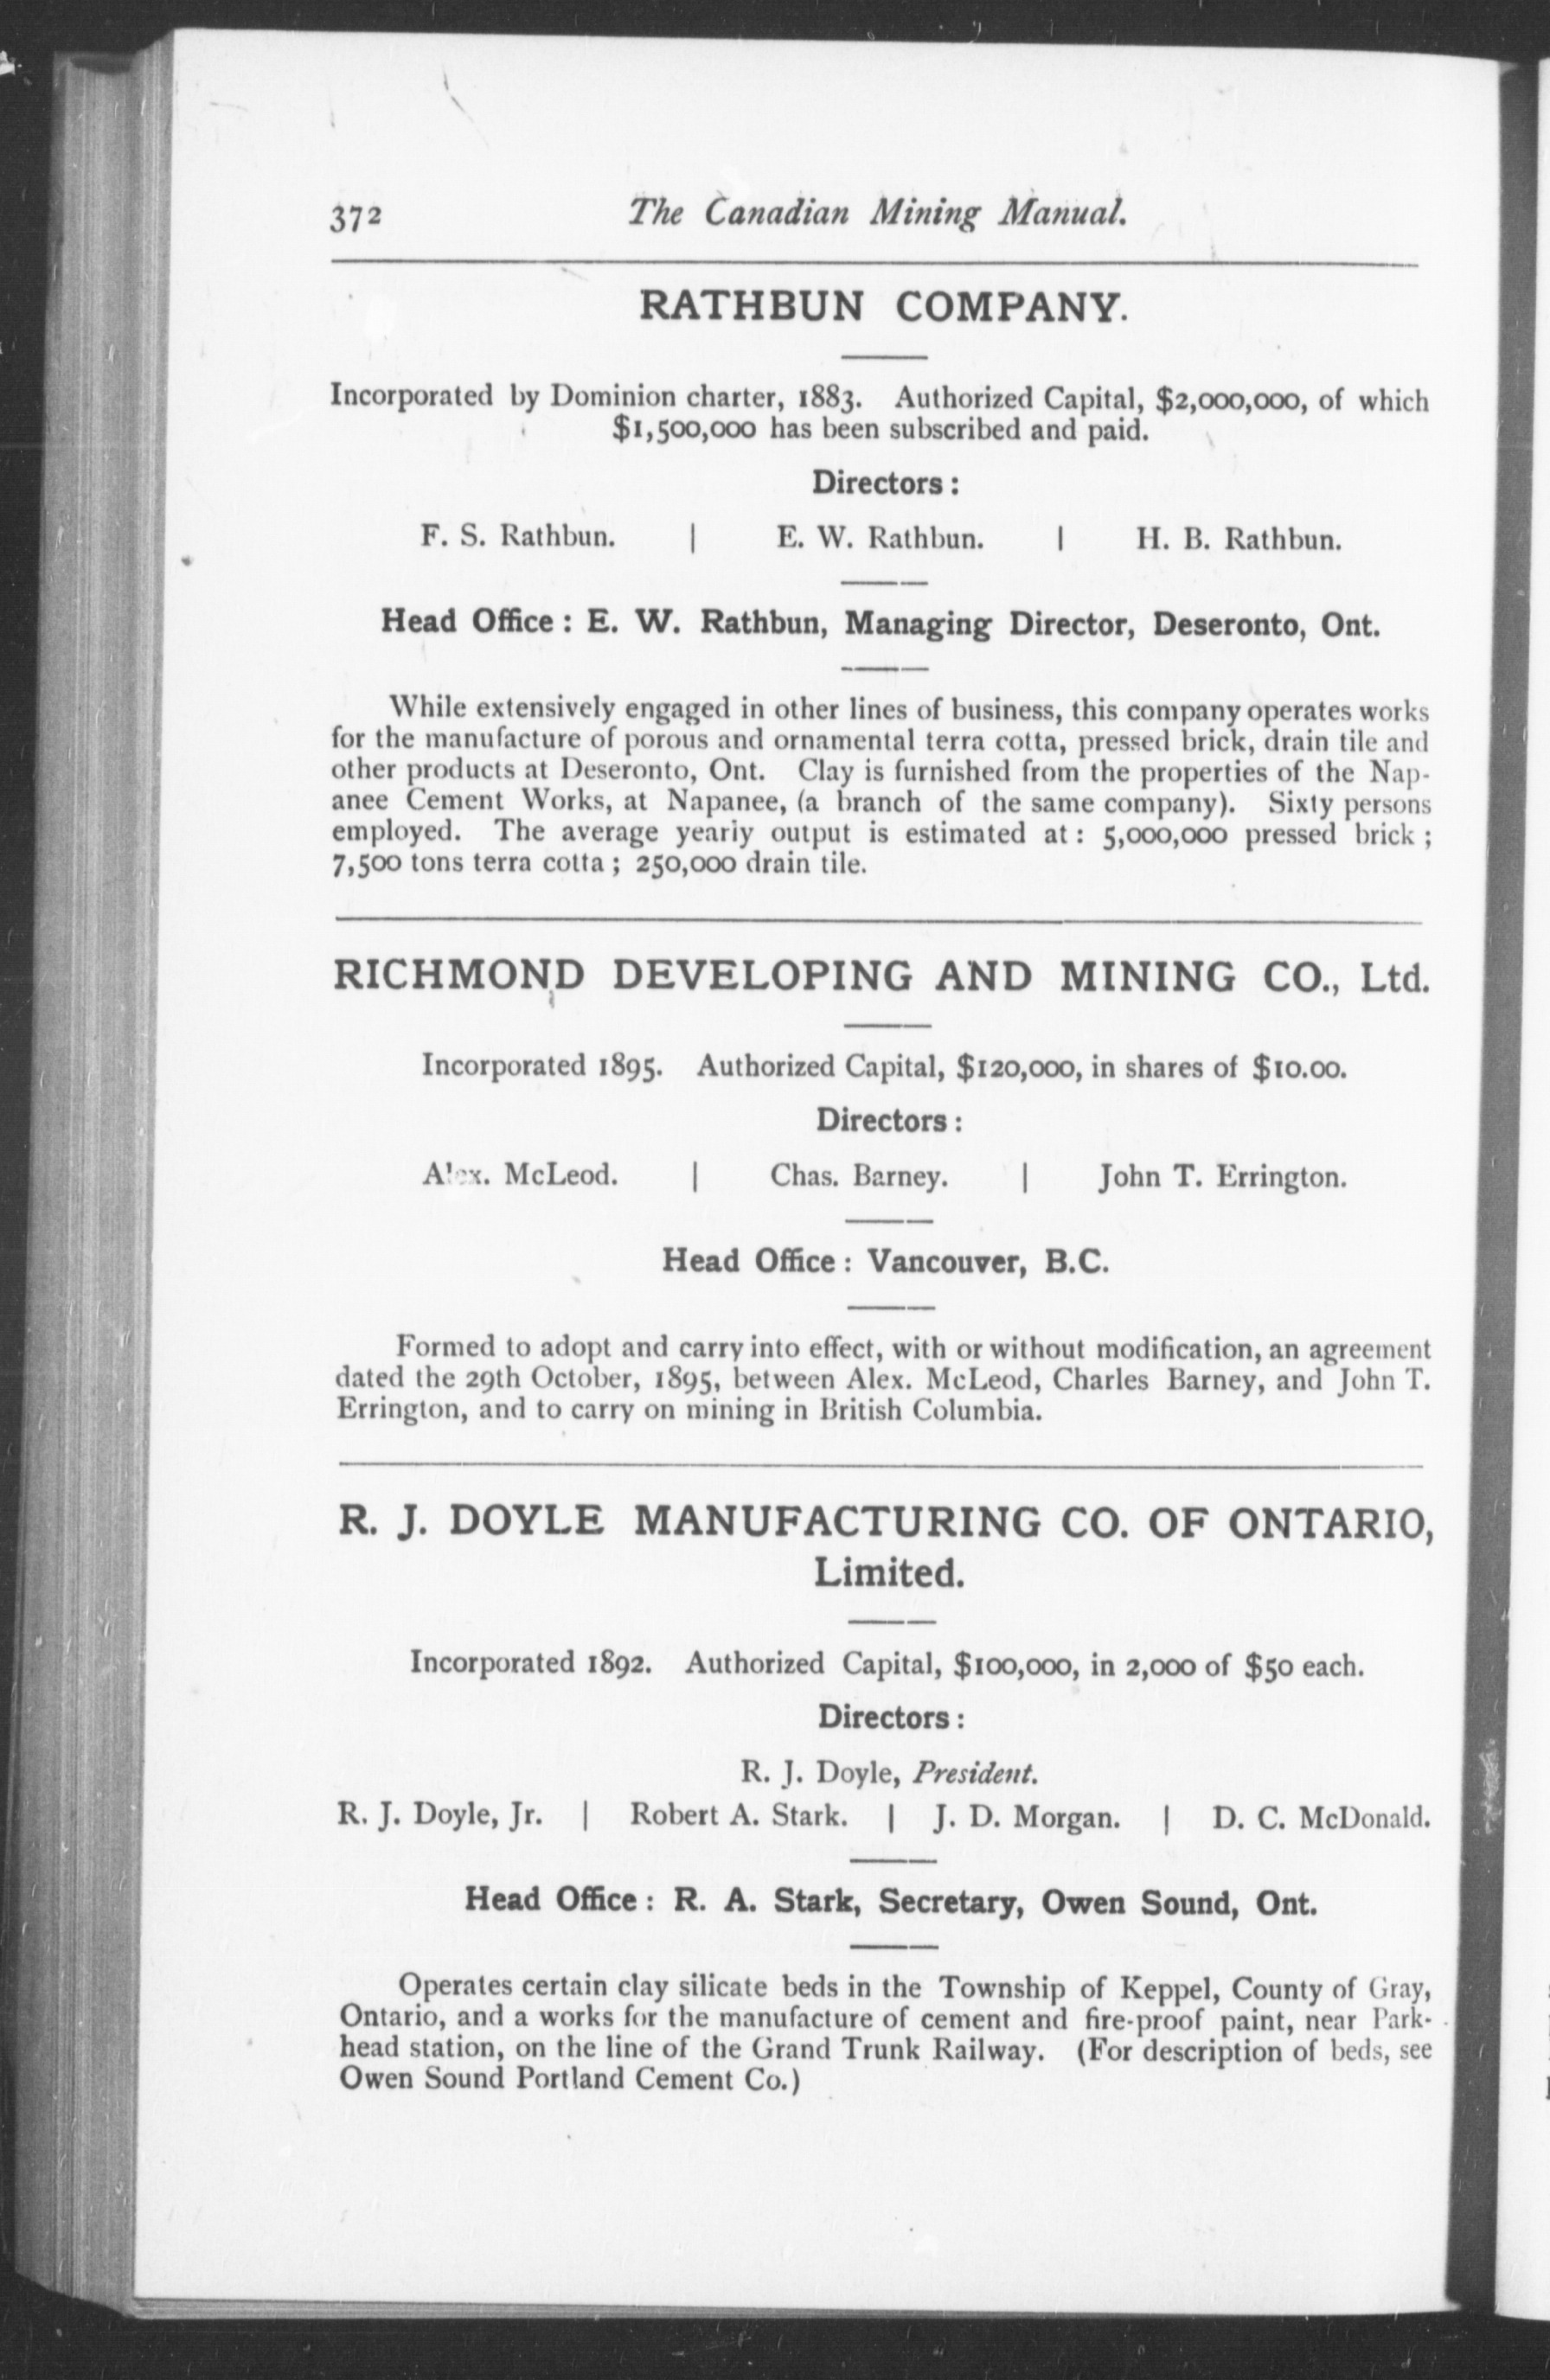 372 The Canadian Mining Manual.
RATHBUN COMPANY.
Incorporated by Dominion charter, 1883. Authorized Capital, $2,000,000, of which
$1,500,000 has been subscribed and paid.
Directors :
F. S. Rathbun. | E. W. Rathbun. | H. B. Rathbun.
Head Office : E. W. Rathbun, Managing Director, Deseronto, Ont.
While extensively engaged in other lines of business, this company operates works
for the manufacture of porous and ornamental terra cotta, pressed brick, drain tile and
other products at Deseronto, Ont. Clay is furnished from the properties of the Nap-
anee Cement Works, at Napanee, (a branch of the same company). Sixty persons
employed. The average yearly output is estimated at : 5,000,000 pressed brick ;
7,500 tons terra cotta ; 250,000 drain tile.
RICHMOND DEVELOPING AND MINING CO., Ltd.
Incorporated 1895. Authorized Capital, $120,000, in shares of $10.00.
Directors :
Alex. McLeod. | Chas. Barney. | John T. Errington.
Head Office : Vancouver, B.C.
Formed to adopt and carry into effect, with or without modification, an agreement
dated the 29th October, 1895, between Alex. McLeod, Charles Barney, and John T.
Errington, and to carry on mining in British Columbia.
R. J. DOYLE MANUFACTURING CO. OF ONTARIO,
Limited.
Incorporated 1892. Authorized Capital, $100,000, in 2,000 of $50 each.
Directors :
R. J. Doyle, President.
R. J. Doyle, Jr. | Robert A. Stark. | J. D. Morgan. | D. C. McDonald.
Head Office : R. A. Stark, Secretary, Owen Sound, Ont.
Operates certain clay silicate beds in the Township of Keppel, County of Gray,
Ontario, and a works for the manufacture of cement and fire-proof paint, near Park-
head station, on the line of the Grand Trunk Railway. (For description of beds, see
Owen Sound Portland Cement Co.)